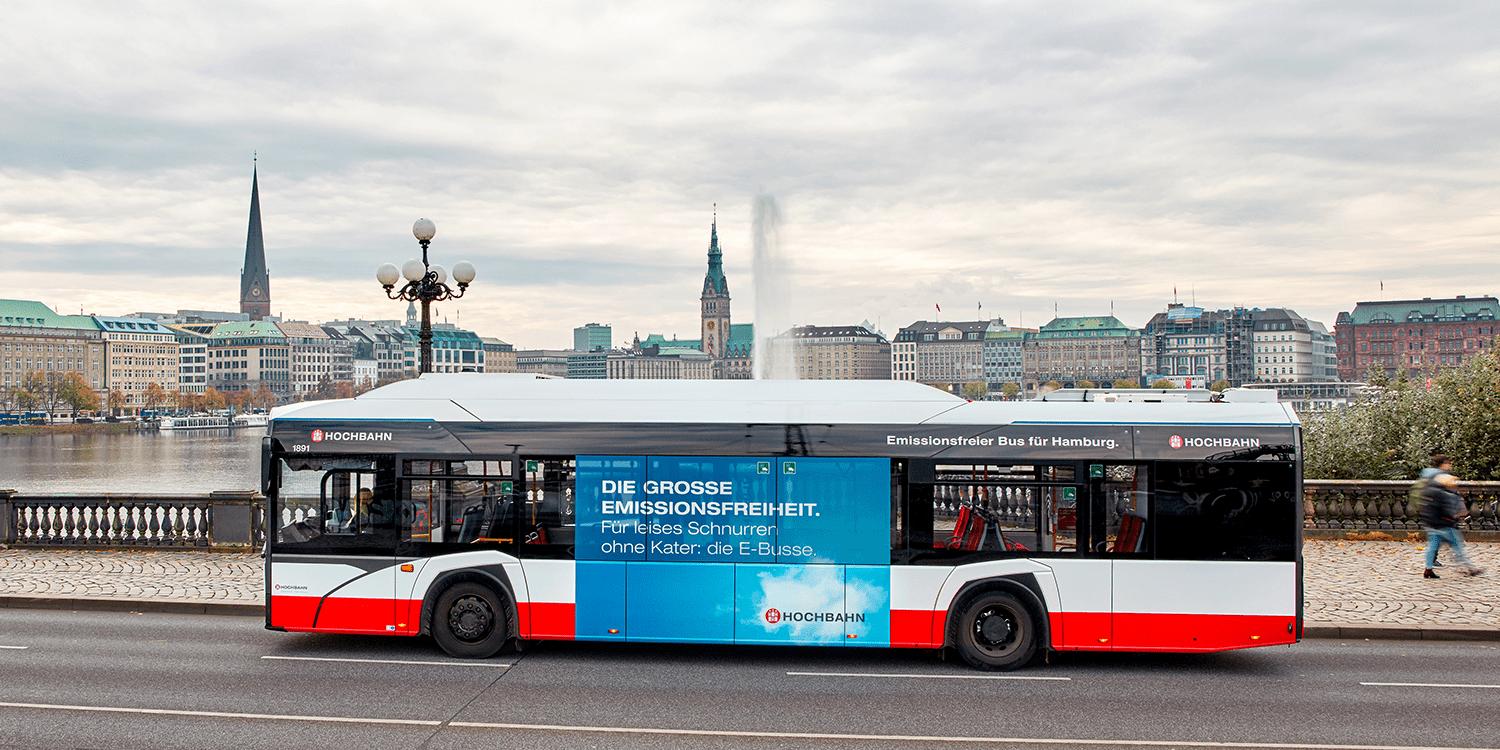 HOCHBAHN
1891
Emissionsfreier Bus für Hamburg.
HOCHBAHN
DIE GROSSE
EMISSIONSFREIHEIT.
Für leises Schnurren
ohne Kater: die E-Busse.
HOCHBAHN
HOCHBAHN